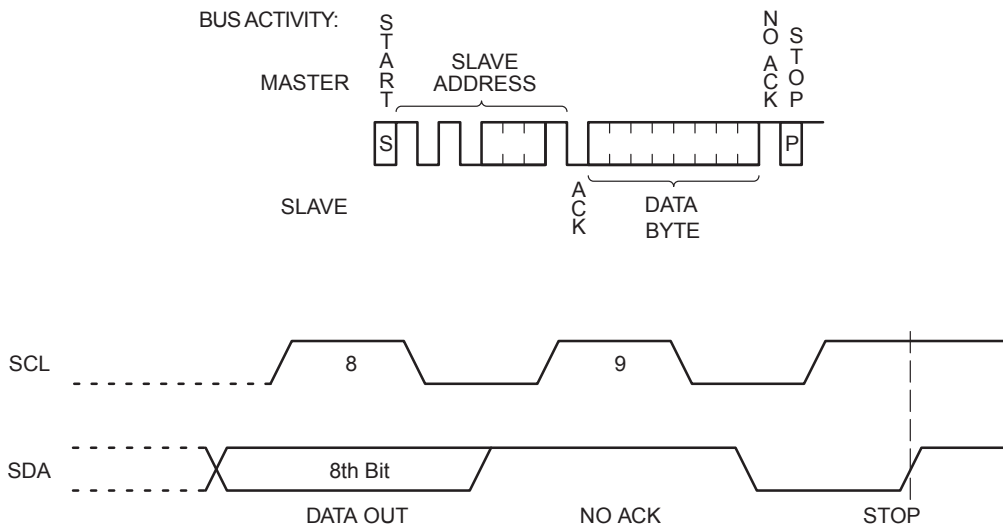 BUS ACTIVITY:
START
NO ACK
STOP
MASTER
SLAVE
ADDRESS
S
P
SLAVE
ACK
DATA
BYTE
SCL
8
9
SDA
8th Bit
DATA OUT
NO ACK
STOP